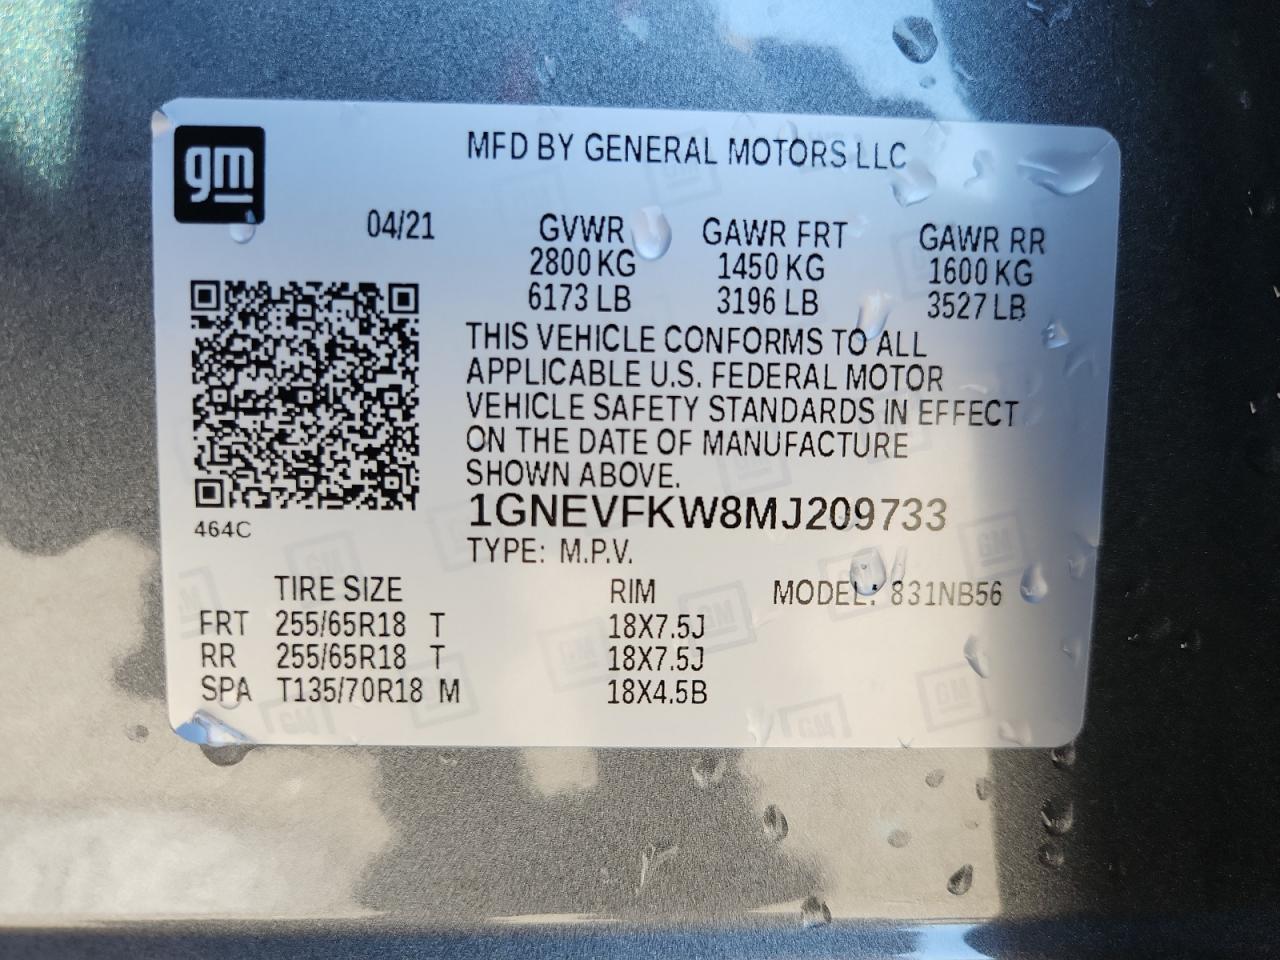 gm
MFD BY GENERAL MOTORS LLC
04/21 GVWR GAWR FRT GAWR RR
2800 KG 1450 KG 1600 KG
6173 LB 3196 LB 3527 LB
THIS VEHICLE CONFORMS TO ALL
APPLICABLE U.S. FEDERAL MOTOR
VEHICLE SAFETY STANDARDS IN EFFECT
ON THE DATE OF MANUFACTURE
SHOWN ABOVE.
1GNEVFKW8MJ209733
464C
TYPE: M.P.V.
TIRE SIZE RIM MODEL: 831NB56
FRT 255/65R18 T 18X7.5J
RR 255/65R18 T 18X7.5J
SPA T135/70R18 M 18X4.5B